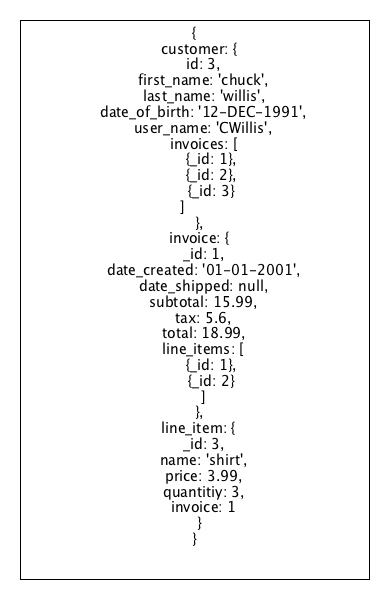 {
customer: {
id: 3,
first_name: 'chuck',
last_name: 'willis',
date_of_birth: '12-DEC-1991',
user_name: 'CWillis',
invoices: [
{_id: 1},
{_id: 2},
{_id: 3}
]
},
invoice: {
_id: 1,
date_created: '01-01-2001',
date_shipped: null,
subtotal: 15.99,
tax: 5.6,
total: 18.99,
line_items: [
{_id: 1},
{_id: 2}
]
},
line_item: {
_id: 3,
name: 'shirt',
price: 3.99,
quantitiy: 3,
invoice: 1
}
}